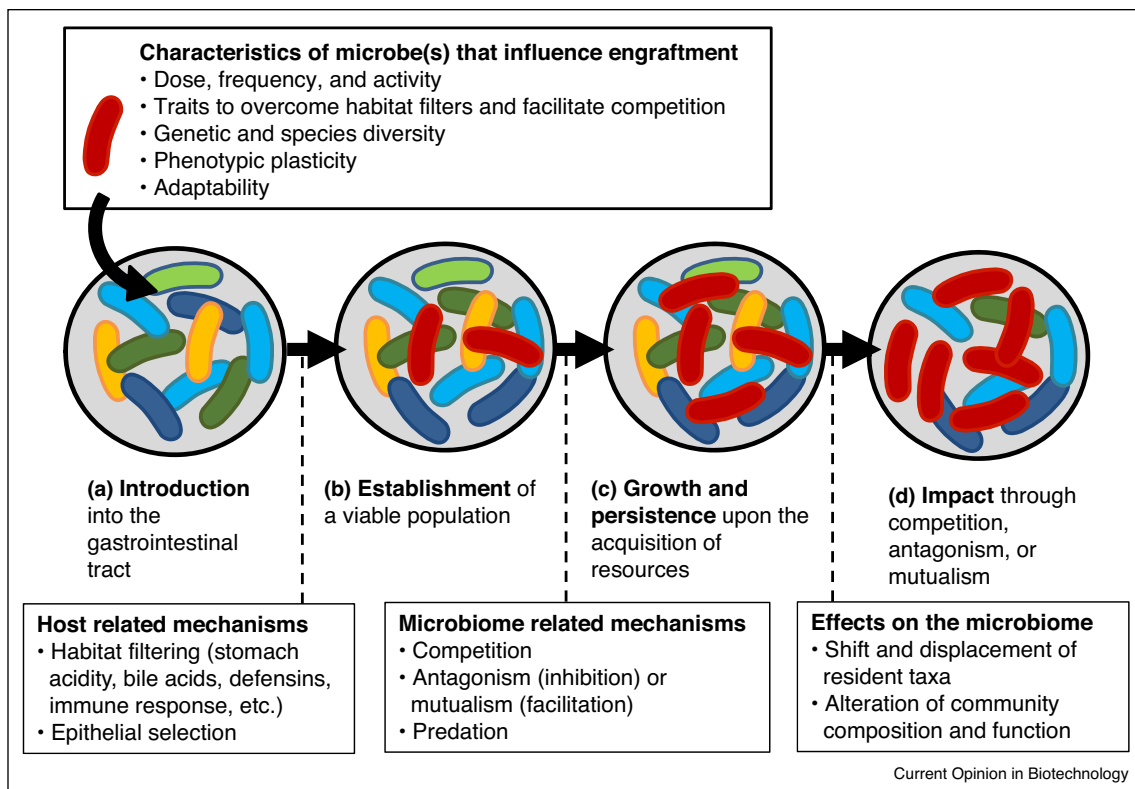 Characteristics of microbe(s) that influence engraftment
• Dose, frequency, and activity
• Traits to overcome habitat filters and facilitate competition
• Genetic and species diversity
• Phenotypic plasticity
• Adaptability
(a) Introduction
into the
gastrointestinal
tract
(b) Establishment of
a viable population
(c) Growth and
persistence upon the
acquisition of
resources
(d) Impact through
competition,
antagonism, or
mutualism
Host related mechanisms
• Habitat filtering (stomach
acidity, bile acids, defensins,
immune response, etc.)
• Epithelial selection
Microbiome related mechanisms
• Competition
• Antagonism (inhibition) or
mutualism (facilitation)
• Predation
Effects on the microbiome
• Shift and displacement of
resident taxa
• Alteration of community
composition and function
Current Opinion in Biotechnology